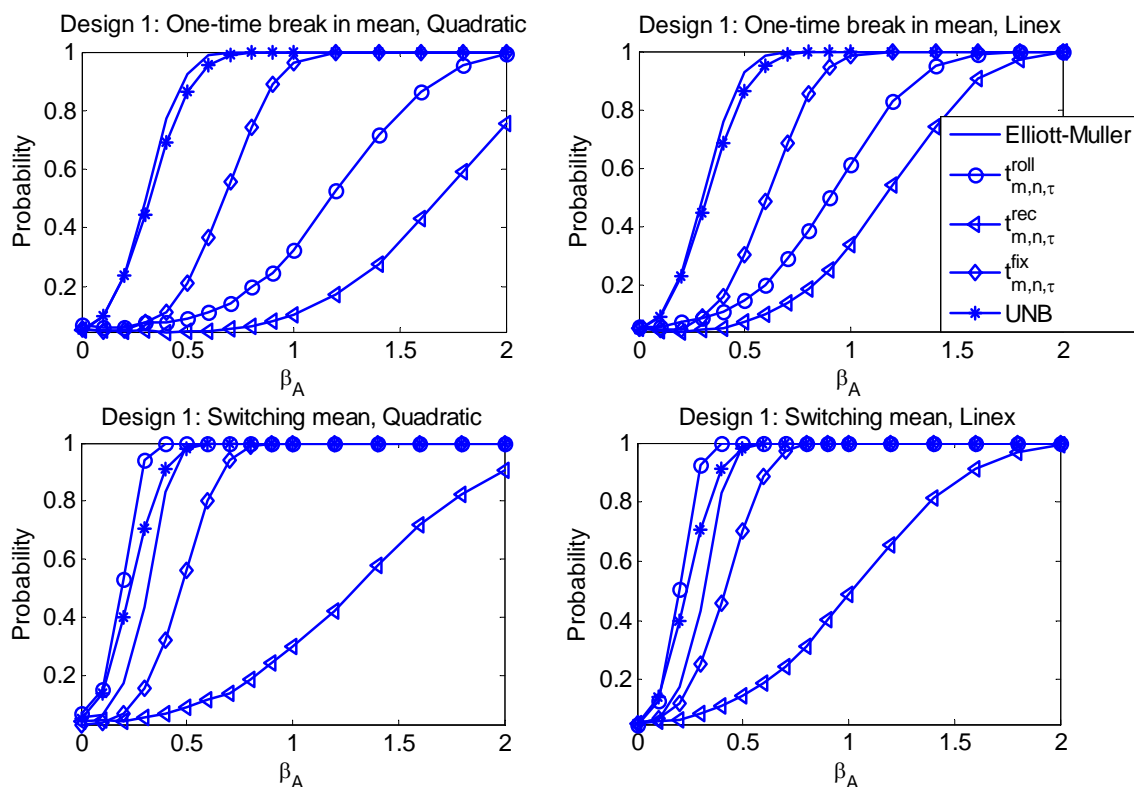 Design 1: One-time break in mean, Quadratic
Probability
1
0.8
0.6
0.4
0.2
0
0.5
1
1.5
2
β_A
Design 1: One-time break in mean, Linex
Probability
1
0.8
0.6
0.4
0.2
0
0.5
1
1.5
2
β_A
Elliott-Muller
t^{roll}_{m,n,τ}
t^{rec}_{m,n,τ}
t^{fix}_{m,n,τ}
UNB
Design 1: Switching mean, Quadratic
Probability
1
0.8
0.6
0.4
0.2
0
0.5
1
1.5
2
β_A
Design 1: Switching mean, Linex
Probability
1
0.8
0.6
0.4
0.2
0
0.5
1
1.5
2
β_A